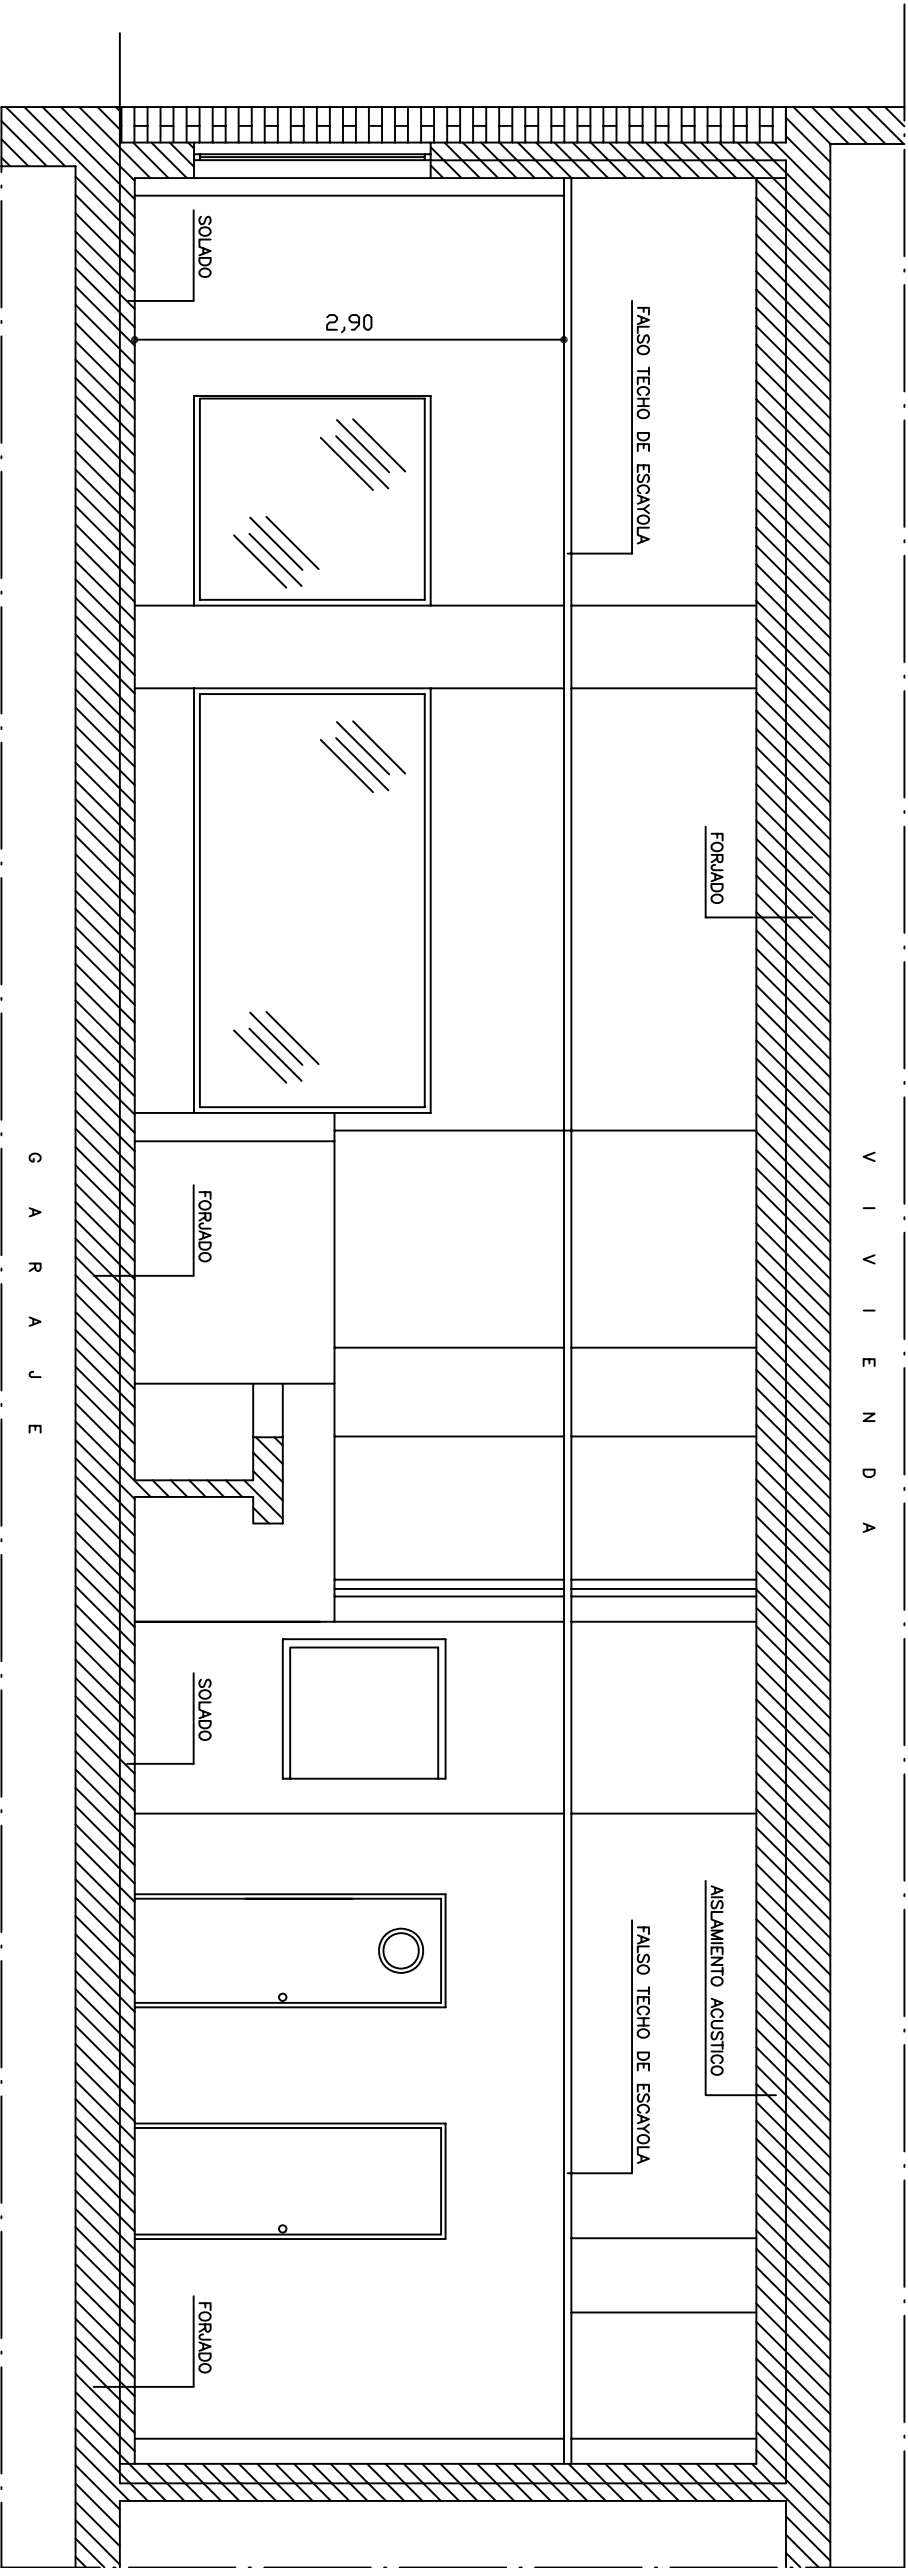 V I V I E N D A
FORJADO
AISLAMIENTO ACUSTICO
FALSO TECHO DE ESCAYOLA
FALSO TECHO DE ESCAYOLA
2,90
SOLADO
FORJADO
SOLADO
FORJADO
G A R A J E